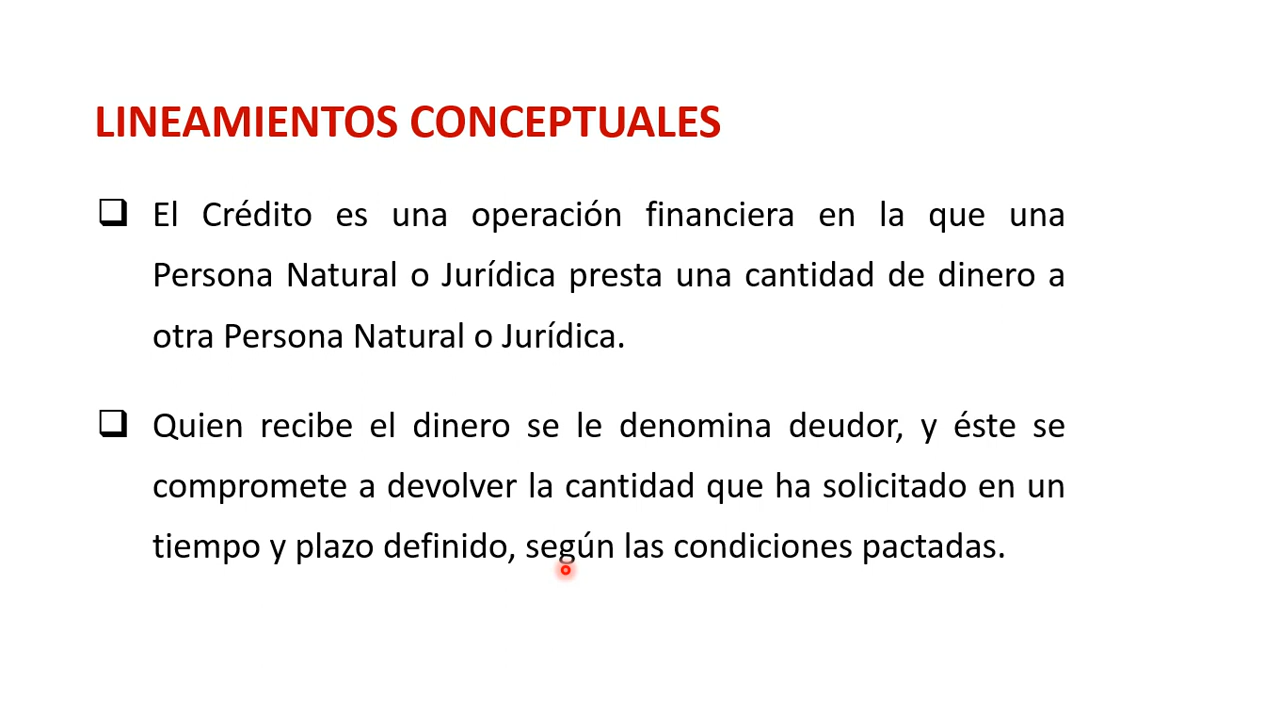 LINEAMIENTOS CONCEPTUALES
El Crédito es una operación financiera en la que una
Persona Natural o Jurídica presta una cantidad de dinero a
otra Persona Natural o Jurídica.
Quien recibe el dinero se le denomina deudor, y éste se
compromete a devolver la cantidad que ha solicitado en un
tiempo y plazo definido, según las condiciones pactadas.